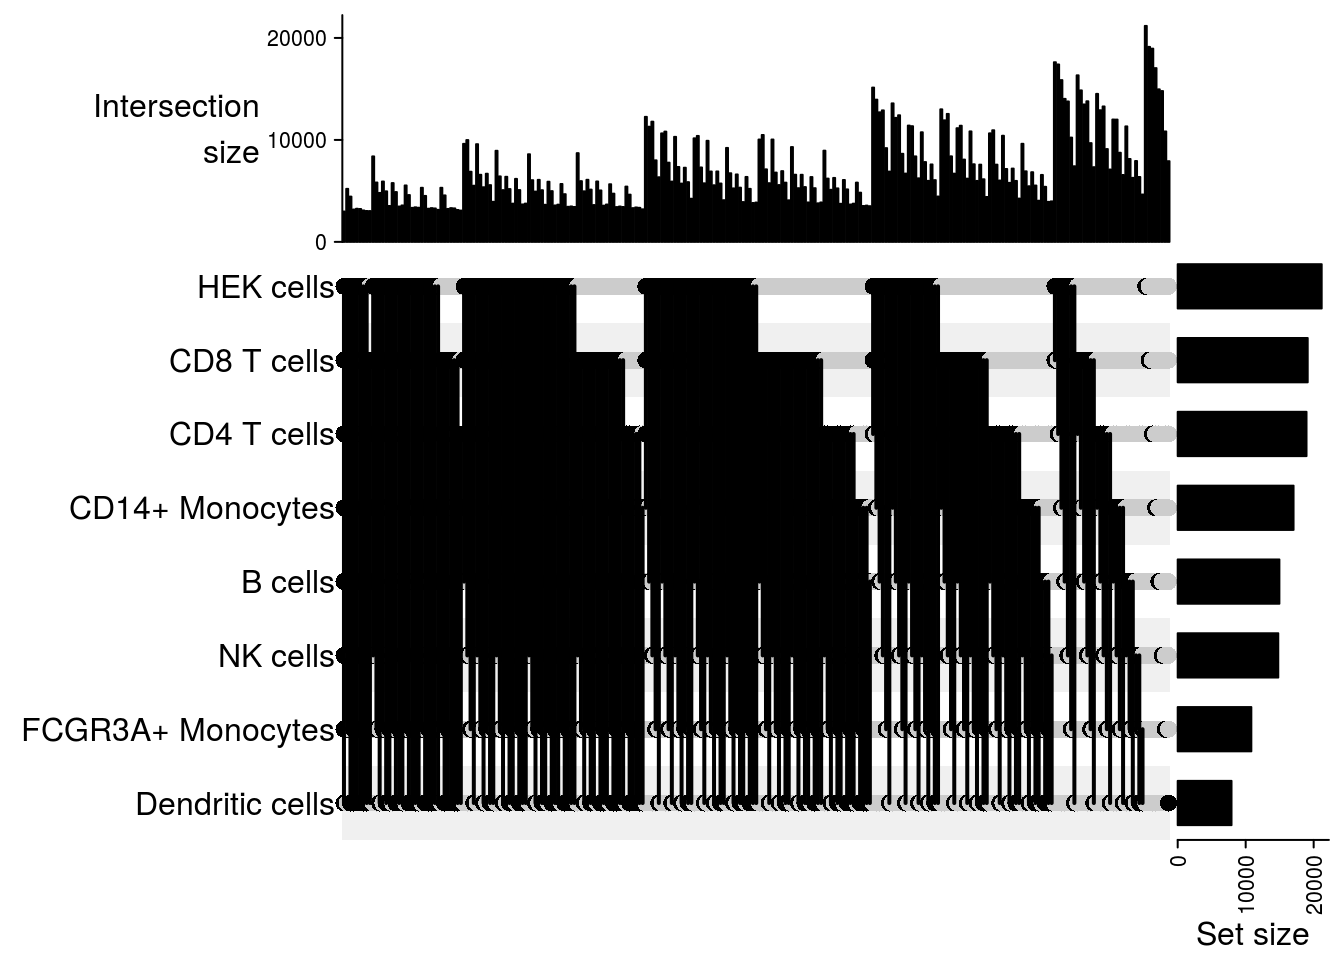 20000
Intersection
size
10000
0
HEK cells
CD8 T cells
CD4 T cells
CD14+ Monocytes
B cells
NK cells
FCGR3A+ Monocytes
Dendritic cells
0
10000
20000
Set size